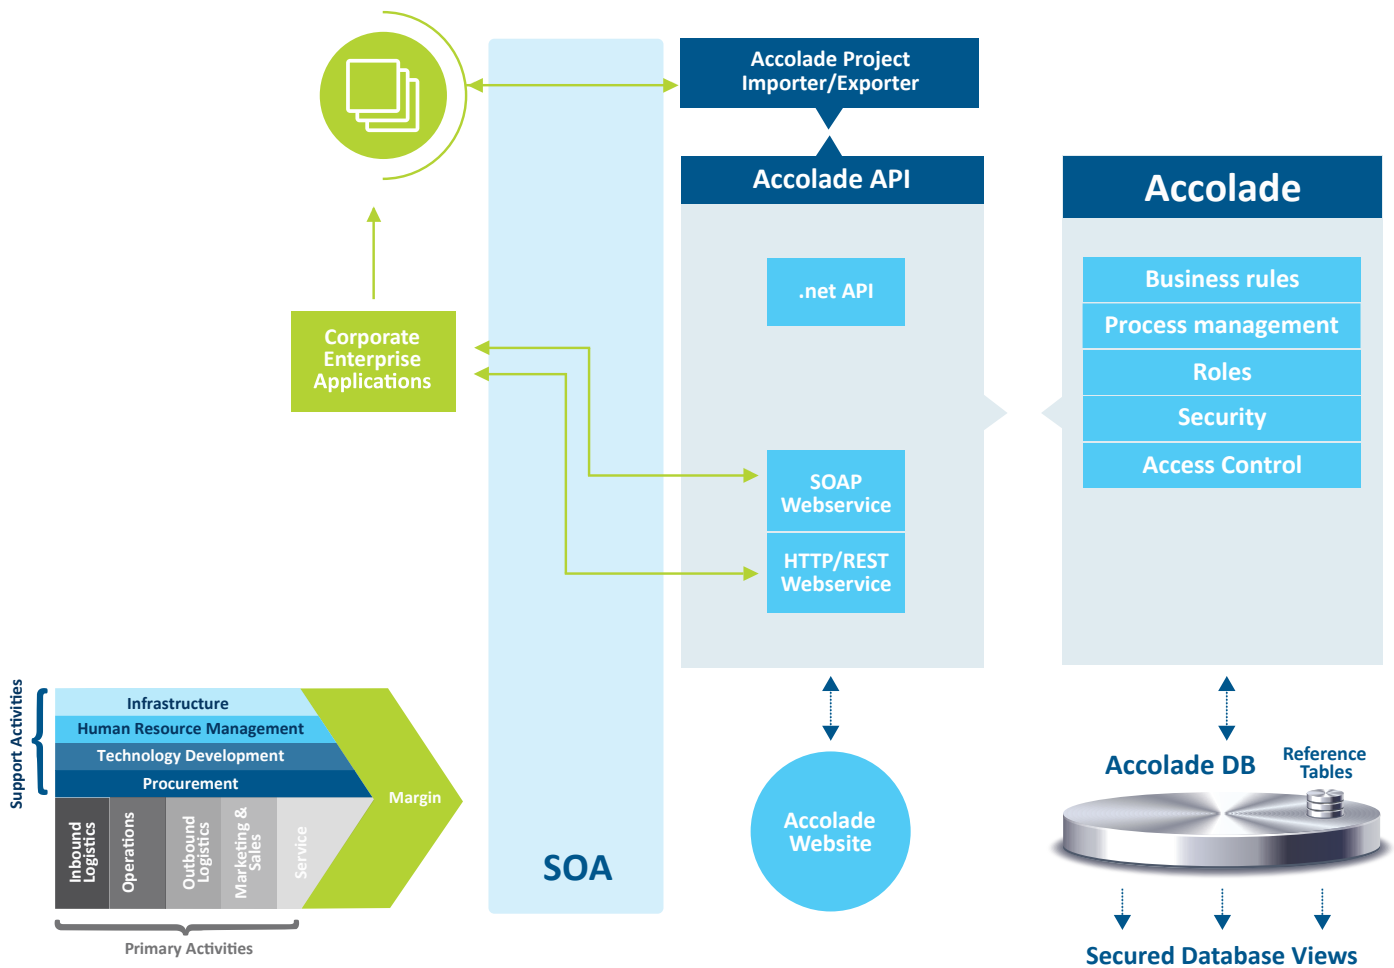 Accolade Project
Importer/Exporter
Accolade API
Accolade
.net API
Business rules
Process management
Roles
Security
Access Control
Corporate
Enterprise
Applications
SOAP
Webservice
HTTP/REST
Webservice
Support Activities
Infrastructure
Human Resource Management
Technology Development
Procurement
Margin
Inbound
Logistics
Operations
Outbound
Logistics
Marketing &
Sales
Service
Primary Activities
SOA
Accolade
Website
Accolade DB
Reference
Tables
Secured Database Views